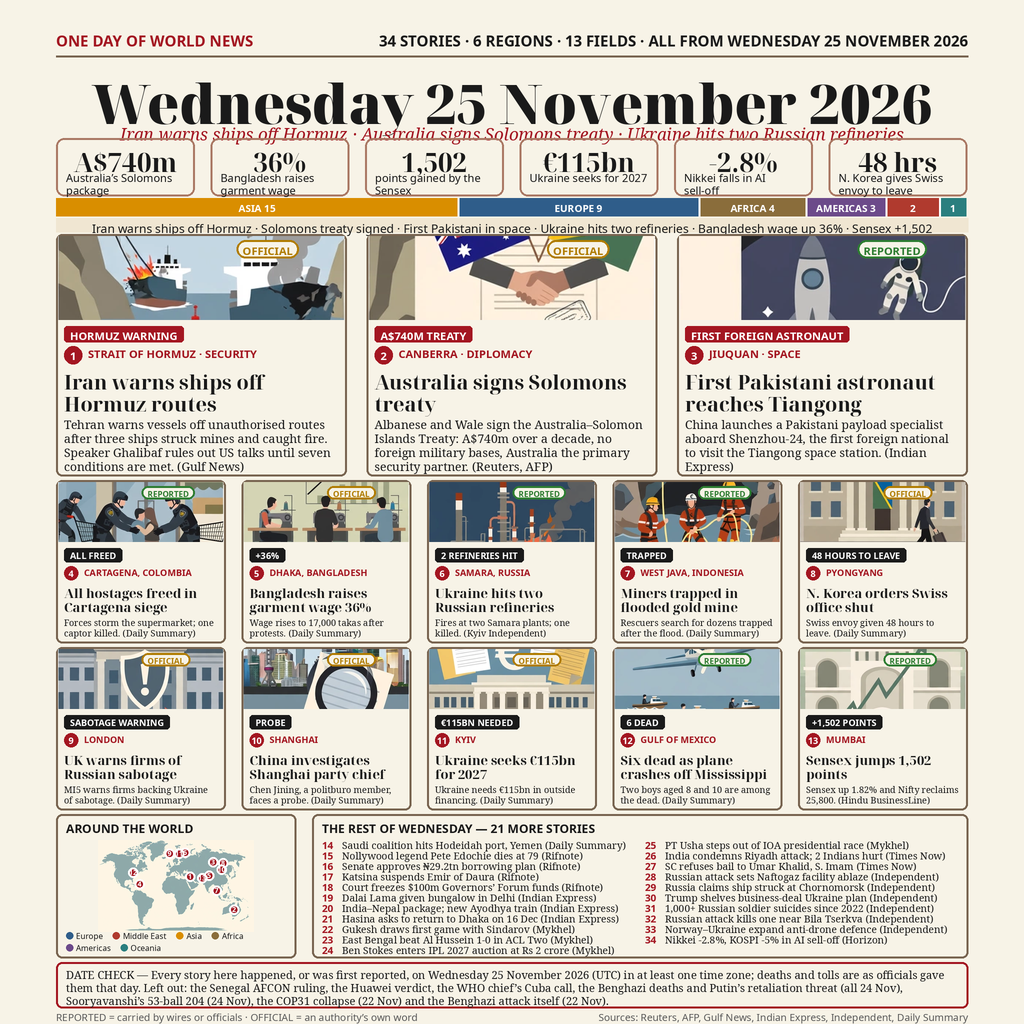 ONE DAY OF WORLD NEWS
34 STORIES · 6 REGIONS · 13 FIELDS · ALL FROM WEDNESDAY 25 NOVEMBER 2026
Wednesday 25 November 2026
Iran warns ships off Hormuz · Australia signs Solomons treaty · Ukraine hits two Russian refineries
A$740m
Australia's Solomons
package
36%
Bangladesh raises
garment wage
1,502
points gained by the
Sensex
€115bn
Ukraine seeks for 2027
-2.8%
Nikkei falls in AI
sell-off
48 hrs
N. Korea gives Swiss
envoy to leave
ASIA 15
EUROPE 9
AFRICA 4
AMERICAS 3
2
1
Iran warns ships off Hormuz · Solomons treaty signed · First Pakistani in space · Ukraine hits two refineries · Bangladesh wage up 36% · Sensex +1,502
OFFICIAL
HORMUZ WARNING
1 STRAIT OF HORMUZ · SECURITY
Iran warns ships off
Hormuz routes
Tehran warns vessels off unauthorised routes
after three ships struck mines and caught fire.
Speaker Ghalibaf rules out US talks until seven
conditions are met. (Gulf News)
OFFICIAL
A$740M TREATY
2 CANBERRA · DIPLOMACY
Australia signs Solomons
treaty
Albanese and Wale sign the Australia–Solomon
Islands Treaty: A$740m over a decade, no
foreign military bases, Australia the primary
security partner. (Reuters, AFP)
REPORTED
FIRST FOREIGN ASTRONAUT
3 JIUQUAN · SPACE
First Pakistani astronaut
reaches Tiangong
China launches a Pakistani payload specialist
aboard Shenzhou-24, the first foreign national
to visit the Tiangong space station. (Indian
Express)
REPORTED
ALL FREED
4 CARTAGENA, COLOMBIA
All hostages freed in
Cartagena siege
Forces storm the supermarket; one
captor killed. (Daily Summary)
OFFICIAL
+36%
5 DHAKA, BANGLADESH
Bangladesh raises
garment wage 36%
Wage rises to 17,000 takas after
protests. (Daily Summary)
REPORTED
2 REFINERIES HIT
6 SAMARA, RUSSIA
Ukraine hits two
Russian refineries
Fires at two Samara plants; one
killed. (Kyiv Independent)
REPORTED
TRAPPED
7 WEST JAVA, INDONESIA
Miners trapped in
flooded gold mine
Rescuers search for dozens trapped
after the flood. (Daily Summary)
OFFICIAL
48 HOURS TO LEAVE
8 PYONGYANG
N. Korea orders Swiss
office shut
Swiss envoy given 48 hours to
leave. (Daily Summary)
OFFICIAL
SABOTAGE WARNING
9 LONDON
UK warns firms of
Russian sabotage
MI5 warns firms backing Ukraine
of sabotage. (Daily Summary)
OFFICIAL
PROBE
10 SHANGHAI
China investigates
Shanghai party chief
Chen Jining, a politburo member,
faces a probe. (Daily Summary)
OFFICIAL
€115BN NEEDED
11 KYIV
Ukraine seeks €115bn
for 2027
Ukraine needs €115bn in outside
financing. (Daily Summary)
REPORTED
6 DEAD
12 GULF OF MEXICO
Six dead as plane
crashes off Mississippi
Two boys aged 8 and 10 are among
the dead. (Daily Summary)
REPORTED
+1,502 POINTS
13 MUMBAI
Sensex jumps 1,502
points
Sensex up 1.82% and Nifty reclaims
25,800. (Hindu BusinessLine)
AROUND THE WORLD
Europe
Middle East
Asia
Africa
Americas
Oceania
THE REST OF WEDNESDAY — 21 MORE STORIES
14 Saudi coalition hits Hodeidah port, Yemen (Daily Summary)
15 Nollywood legend Pete Edochie dies at 79 (Rifnote)
16 Senate approves ₦29.2tn borrowing plan (Rifnote)
17 Katsina suspends Emir of Daura (Rifnote)
18 Court freezes $100m Governors' Forum funds (Rifnote)
19 Dalai Lama given bungalow in Delhi (Indian Express)
20 India–Nepal package; new Ayodhya train (Indian Express)
21 Hasina asks to return to Dhaka on 16 Dec (Indian Express)
22 Gukesh draws first game with Sindarov (Mykhel)
23 East Bengal beat Al Hussein 1-0 in ACL Two (Mykhel)
24 Ben Stokes enters IPL 2027 auction at Rs 2 crore (Mykhel)
25 PT Usha steps out of IOA presidential race (Mykhel)
26 India condemns Riyadh attack; 2 Indians hurt (Times Now)
27 SC refuses bail to Umar Khalid, S. Imam (Times Now)
28 Russian attack sets Naftogaz facility ablaze (Independent)
29 Russia claims ship struck at Chornomorsk (Independent)
30 Trump shelves business-deal Ukraine plan (Independent)
31 1,000+ Russian soldier suicides since 2022 (Independent)
32 Russian attack kills one near Bila Tserkva (Independent)
33 Norway–Ukraine expand anti-drone defence (Independent)
34 Nikkei -2.8%, KOSPI -5% in AI sell-off (Horizon)
DATE CHECK — Every story here happened, or was first reported, on Wednesday 25 November 2026 (UTC) in at least one time zone; deaths and tolls are as officials gave
them that day. Left out: the Senegal AFCON ruling, the Huawei verdict, the WHO chief's Cuba call, the Benghazi deaths and Putin's retaliation threat (all 24 Nov),
Sooryavanshi's 53-ball 204 (24 Nov), the COP31 collapse (22 Nov) and the Benghazi attack itself (22 Nov).
REPORTED = carried by wires or officials · OFFICIAL = an authority's own word
Sources: Reuters, AFP, Gulf News, Indian Express, Independent, Daily Summary